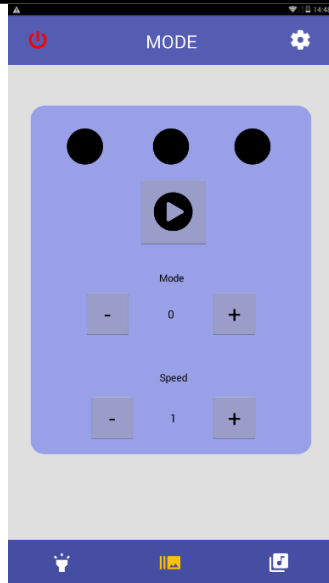 14:48
MODE
Mode
- 0 +
Speed
- 1 +